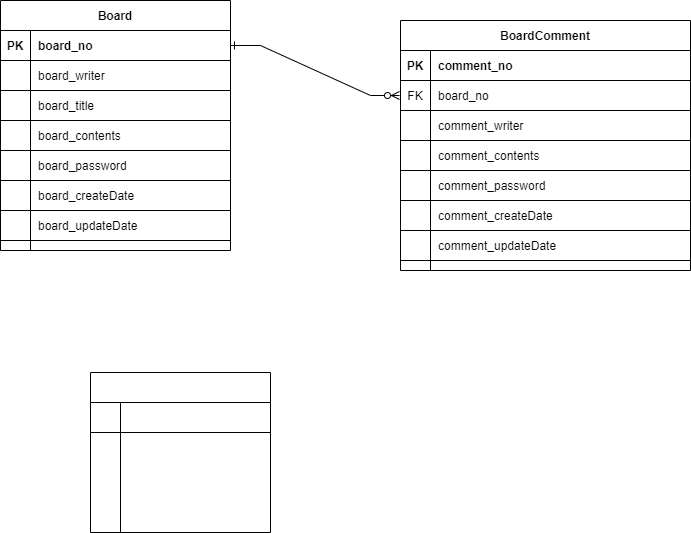 Board
PK board_no
board_writer
board_title
board_contents
board_password
board_createDate
board_updateDate
BoardComment
PK comment_no
FK board_no
comment_writer
comment_contents
comment_password
comment_createDate
comment_updateDate